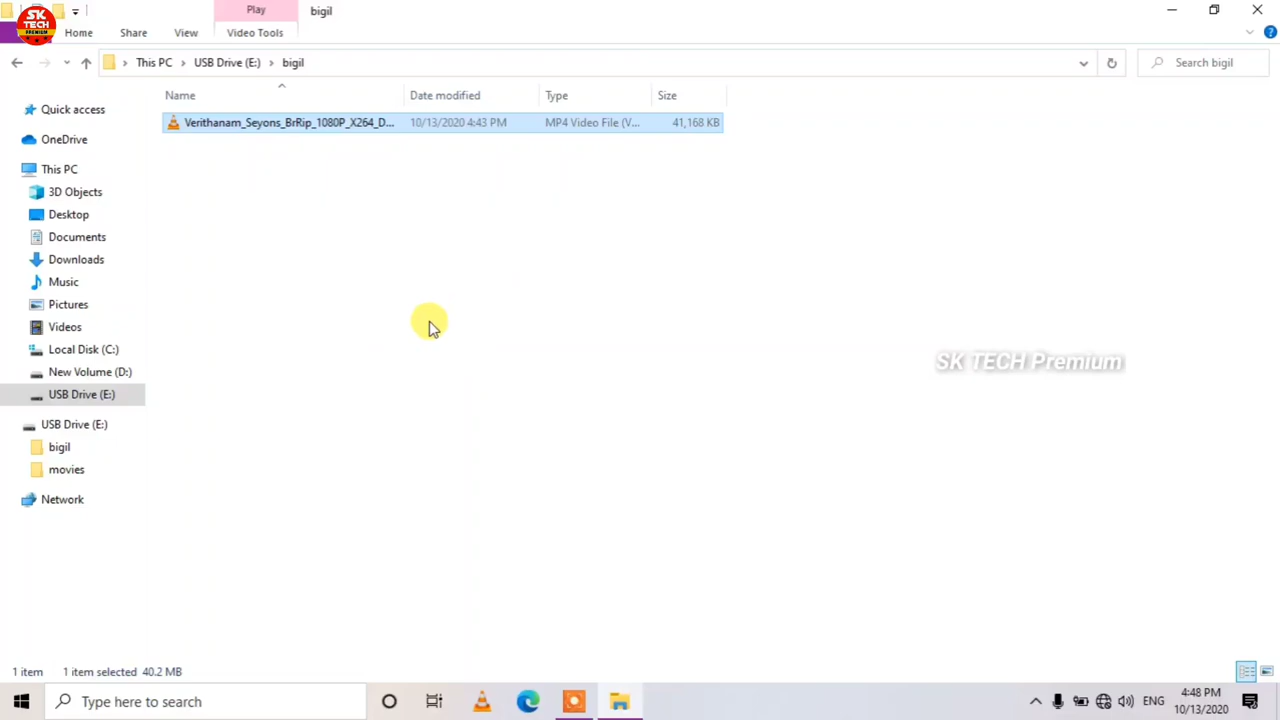 SK
TECH
PREMIUM
Play
bigil
Home
Share
View
Video Tools
This PC
USB Drive (E:)
bigil
Search bigil
Name
Date modified
Type
Size
Verithanam_Seyons_BrRip_1080P_X264_D...
10/13/2020 4:43 PM
MP4 Video File (V...
41,168 KB
Quick access
OneDrive
This PC
3D Objects
Desktop
Documents
Downloads
Music
Pictures
Videos
Local Disk (C:)
New Volume (D:)
USB Drive (E:)
USB Drive (E:)
bigil
movies
Network
SK TECH Premium
1 item
1 item selected 40.2 MB
Type here to search
ENG
4:48 PM
10/13/2020